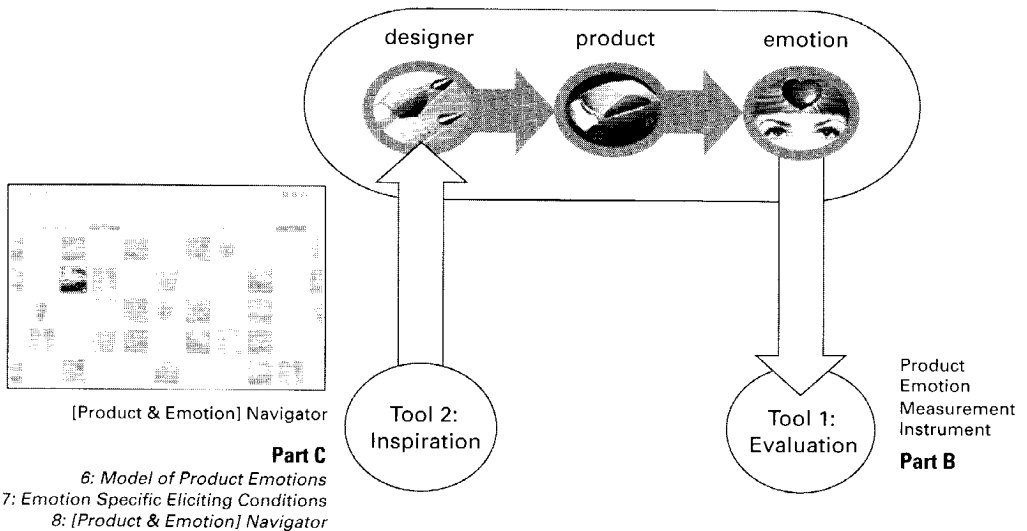 designer
product
emotion
[Product & Emotion] Navigator
Part C
6: Model of Product Emotions
7: Emotion Specific Eliciting Conditions
8: [Product & Emotion] Navigator
Tool 2:
Inspiration
Tool 1:
Evaluation
Product
Emotion
Measurement
Instrument
Part B